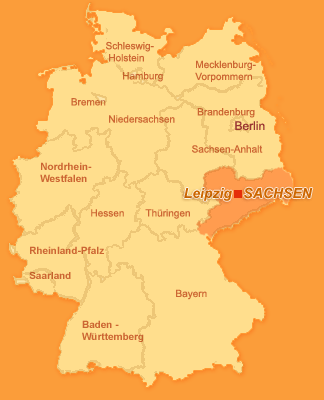 Schleswig-
Holstein
Mecklenburg-
Vorpommern
Hamburg
Bremen
Brandenburg
Niedersachsen
Berlin
Sachsen-Anhalt
Nordrhein-
Westfalen
Leipzig SACHSEN
Hessen
Thüringen
Rheinland-Pfalz
Saarland
Bayern
Baden -
Württemberg